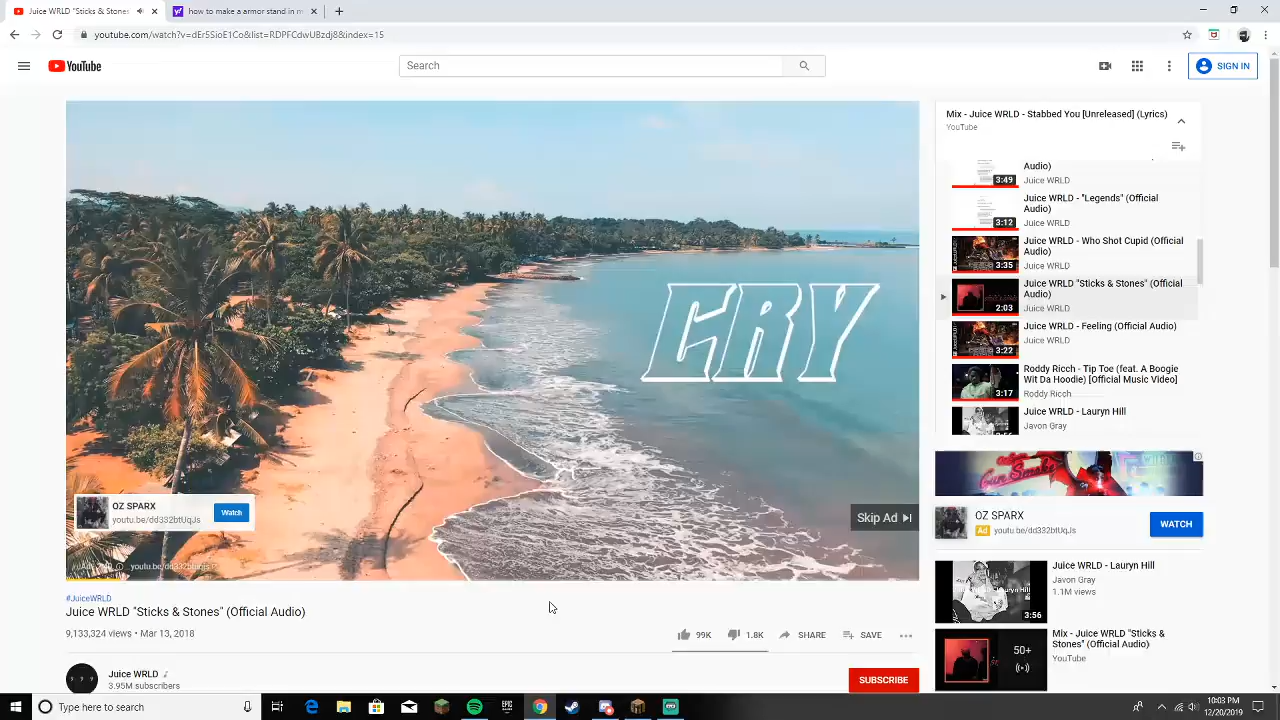 Juice WRLD "Sticks & Stones
how to make a armor stand in m
youtube.com/watch?v=dEr5SioE1Co&list=RDPFCdwUBzdj8&index=15
YouTube
Search
SIGN IN
CRY
OZ SPARX
youtu.be/dd332btUqJs
Watch
Skip Ad
#JuiceWRLD
Juice WRLD "Sticks & Stones" (Official Audio)
9,133,324 views • Mar 13, 2018
99K
1.8K
SHARE
SAVE
Juice WRLD
3.95M subscribers
SUBSCRIBE
Mix - Juice WRLD - Stabbed You [Unreleased] (Lyrics)
YouTube
Audio)
3:49
Juice WRLD
Juice WRLD - "Legends" (Official
Audio)
3:12
Juice WRLD
Juice WRLD - Who Shot Cupid (Official
Audio)
3:35
Juice WRLD
Juice WRLD "Sticks & Stones" (Official
Audio)
2:03
Juice WRLD
Juice WRLD - Feeling (Official Audio)
3:22
Juice WRLD
Roddy Ricch - Tip Toe (feat. A Boogie
Wit Da Hoodie) [Official Music Video]
3:17
Roddy Ricch
Juice WRLD - Lauryn Hill
Javon Gray
OZ SPARX
Ad youtu.be/dd332btUqJs
WATCH
Juice WRLD - Lauryn Hill
Javon Gray
1.1M views
3:56
Mix - Juice WRLD "Sticks &
Stones" (Official Audio)
50+
YouTube
Type here to search
10:03 PM
12/20/2019